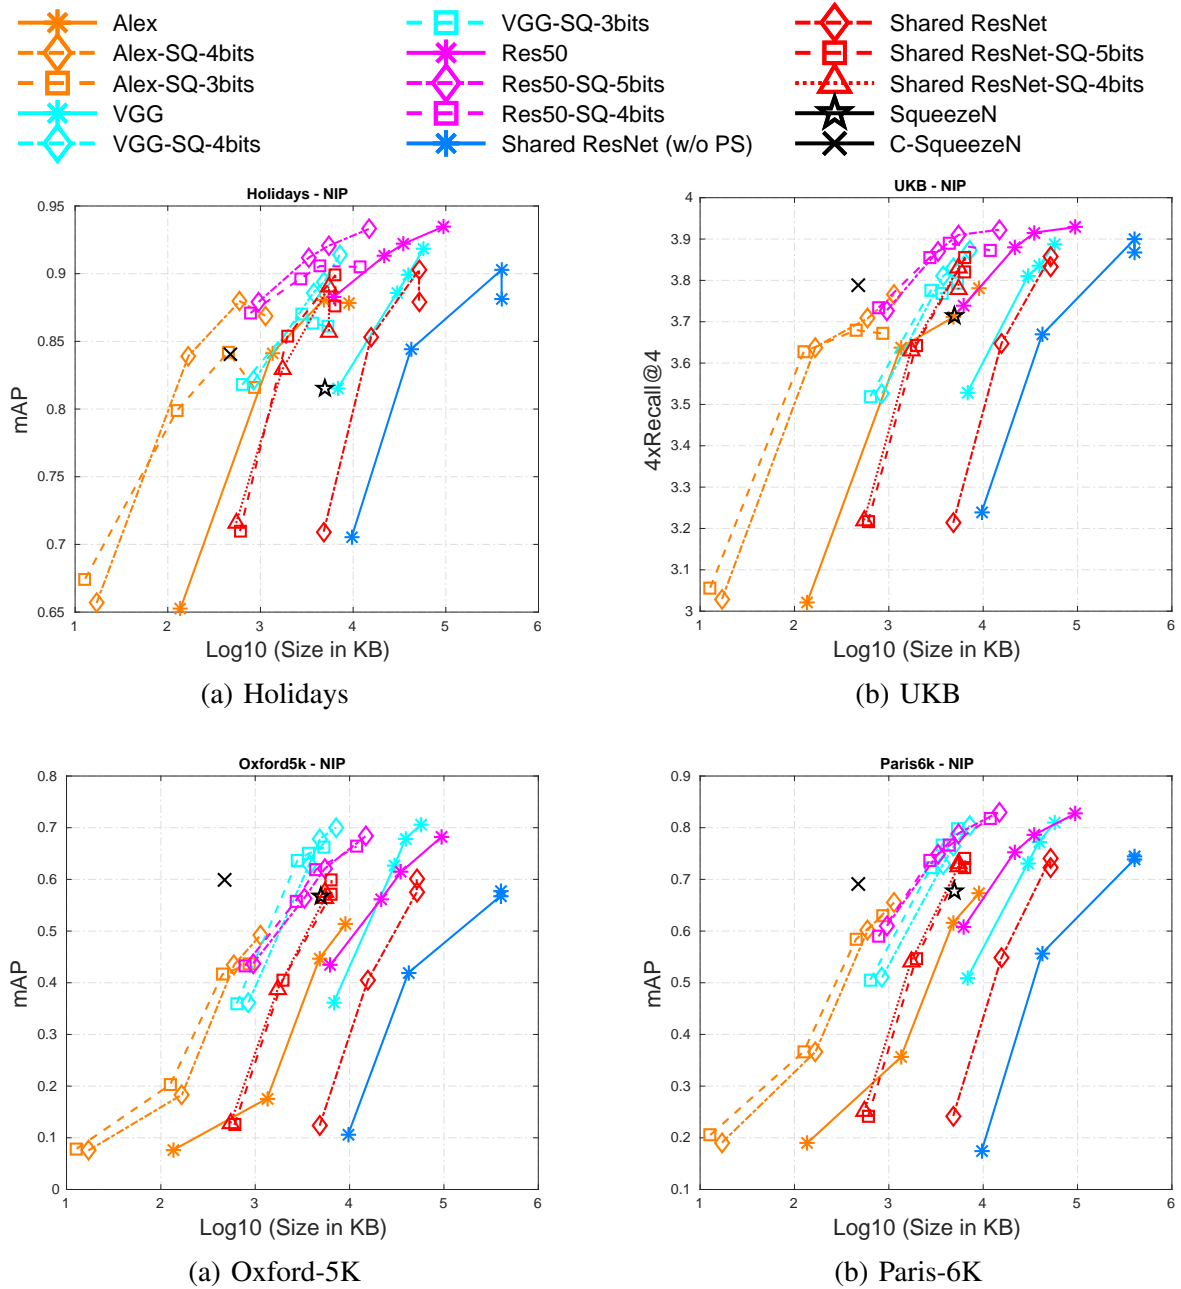 Alex
Alex-SQ-4bits
Alex-SQ-3bits
VGG
VGG-SQ-4bits
VGG-SQ-3bits
Res50
Res50-SQ-5bits
Res50-SQ-4bits
Shared ResNet (w/o PS)
Shared ResNet
Shared ResNet-SQ-5bits
Shared ResNet-SQ-4bits
SqueezeN
C-SqueezeN
Holidays - NIP
0.95
0.9
0.85
0.8
0.75
0.7
0.65
mAP
1 2 3 4 5 6
Log10 (Size in KB)
(a) Holidays
UKB - NIP
4
3.9
3.8
3.7
3.6
3.5
3.4
3.3
3.2
3.1
3
4xRecall@4
1 2 3 4 5 6
Log10 (Size in KB)
(b) UKB
Oxford5k - NIP
0.8
0.7
0.6
0.5
0.4
0.3
0.2
0.1
0
mAP
1 2 3 4 5 6
Log10 (Size in KB)
(a) Oxford-5K
Paris6k - NIP
0.9
0.8
0.7
0.6
0.5
0.4
0.3
0.2
0.1
mAP
1 2 3 4 5 6
Log10 (Size in KB)
(b) Paris-6K